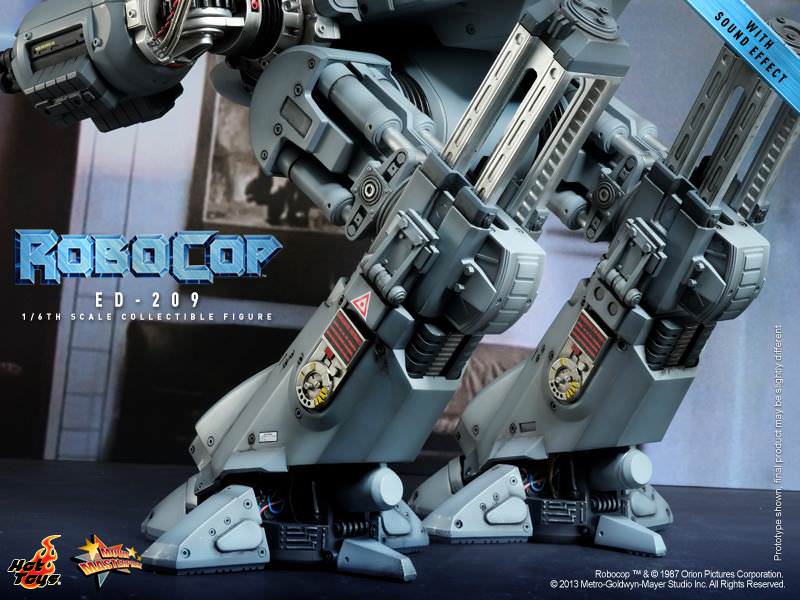 WITH
SOUND EFFECT
ROBOCOP
ED-209
1/6TH SCALE COLLECTIBLE FIGURE
Prototype shown, final product may be slightly different
Hot
Toys
MOVIE
MASTERPIECE
Robocop ™ & © 1987 Orion Pictures Corporation.
© 2013 Metro-Goldwyn-Mayer Studio Inc. All Rights Reserved.